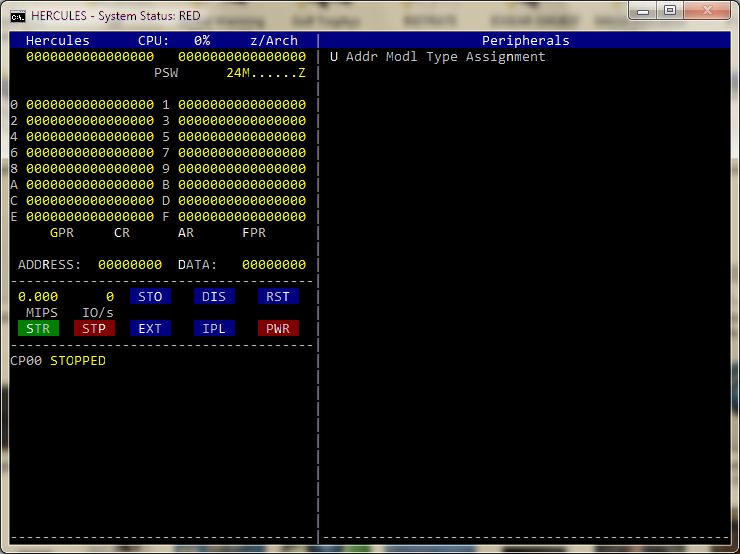 HERCULES - System Status: RED
Hercules CPU: 0% z/Arch
0000000000000000 0000000000000000
PSW 24M......Z
0 0000000000000000 1 0000000000000000
2 0000000000000000 3 0000000000000000
4 0000000000000000 5 0000000000000000
6 0000000000000000 7 0000000000000000
8 0000000000000000 9 0000000000000000
A 0000000000000000 B 0000000000000000
C 0000000000000000 D 0000000000000000
E 0000000000000000 F 0000000000000000
GPR CR AR FPR
ADDRESS: 00000000 DATA: 00000000
0.000 0 STO DIS RST
MIPS IO/s
STR STP EXT IPL PWR
CP00 STOPPED
Peripherals
U Addr Modl Type Assignment